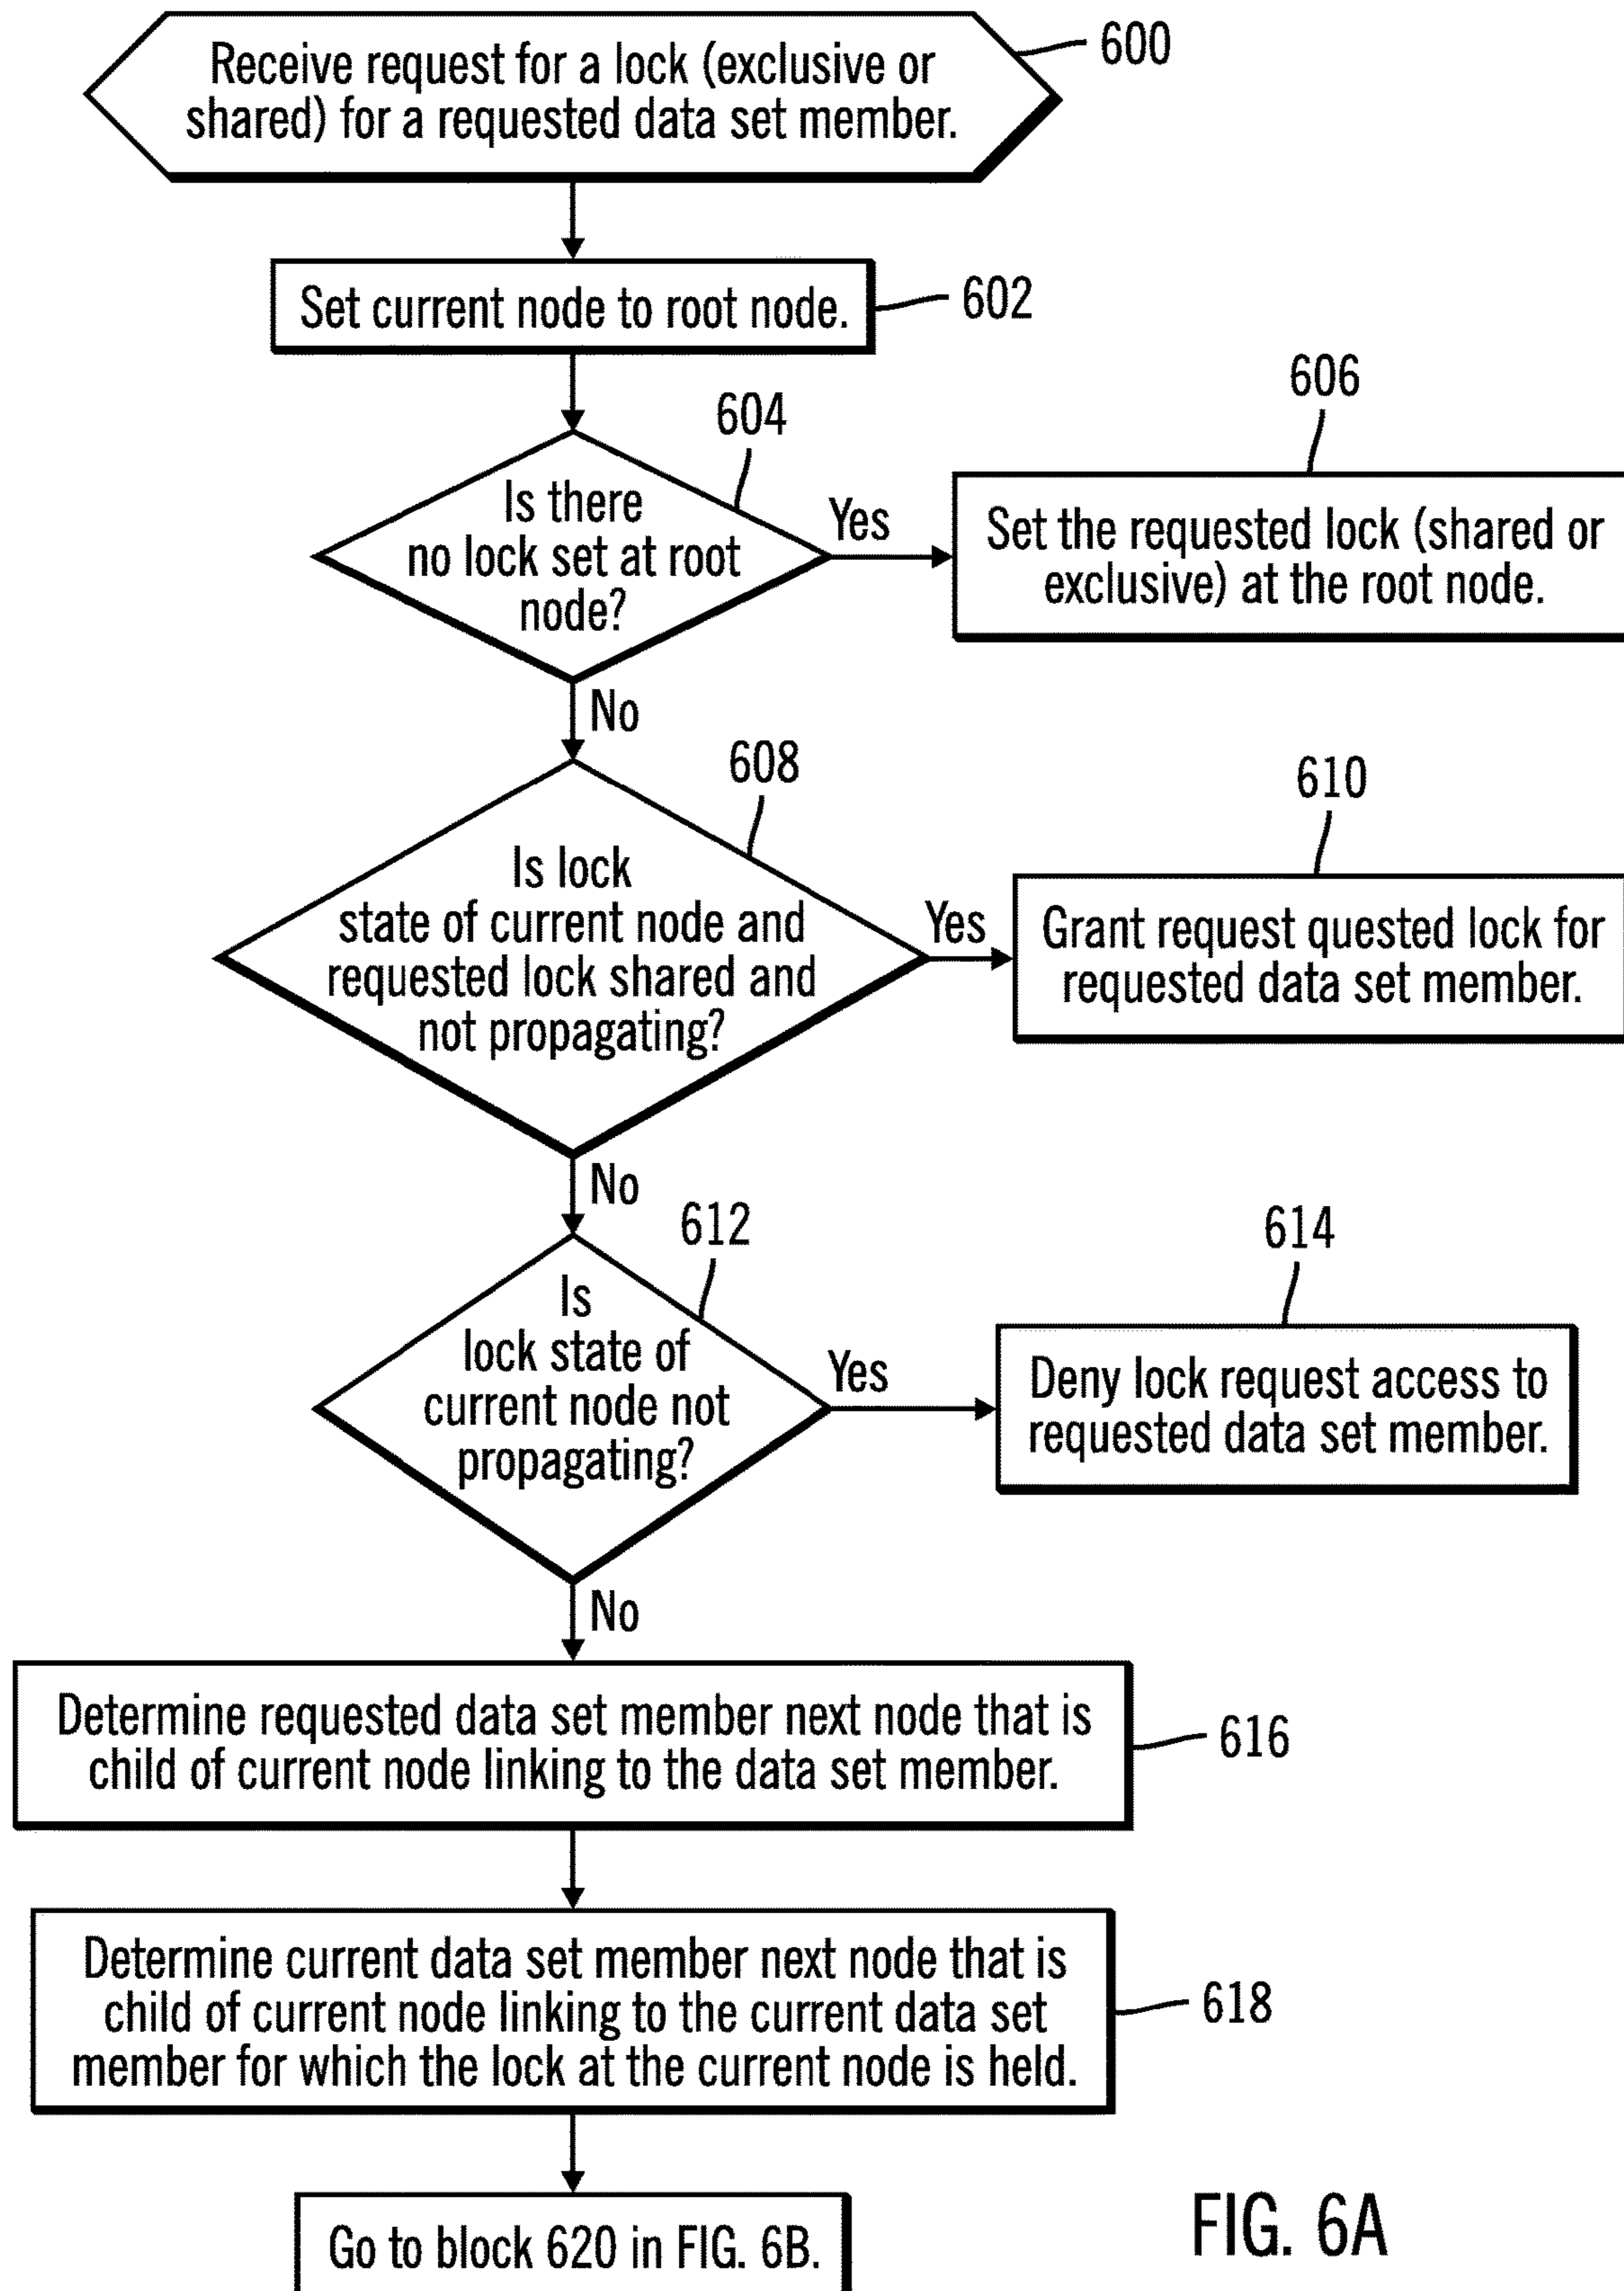 Receive request for a lock (exclusive or
shared) for a requested data set member.
600
Set current node to root node.
602
604
Is there
no lock set at root
node?
Yes
606
Set the requested lock (shared or
exclusive) at the root node.
No
608
Is lock
state of current node and
requested lock shared and
not propagating?
Yes
610
Grant request quested lock for
requested data set member.
No
612
Is
lock state of
current node not
propagating?
Yes
614
Deny lock request access to
requested data set member.
No
Determine requested data set member next node that is
child of current node linking to the data set member.
616
Determine current data set member next node that is
child of current node linking to the current data set
member for which the lock at the current node is held.
618
Go to block 620 in FIG. 6B.
FIG. 6A